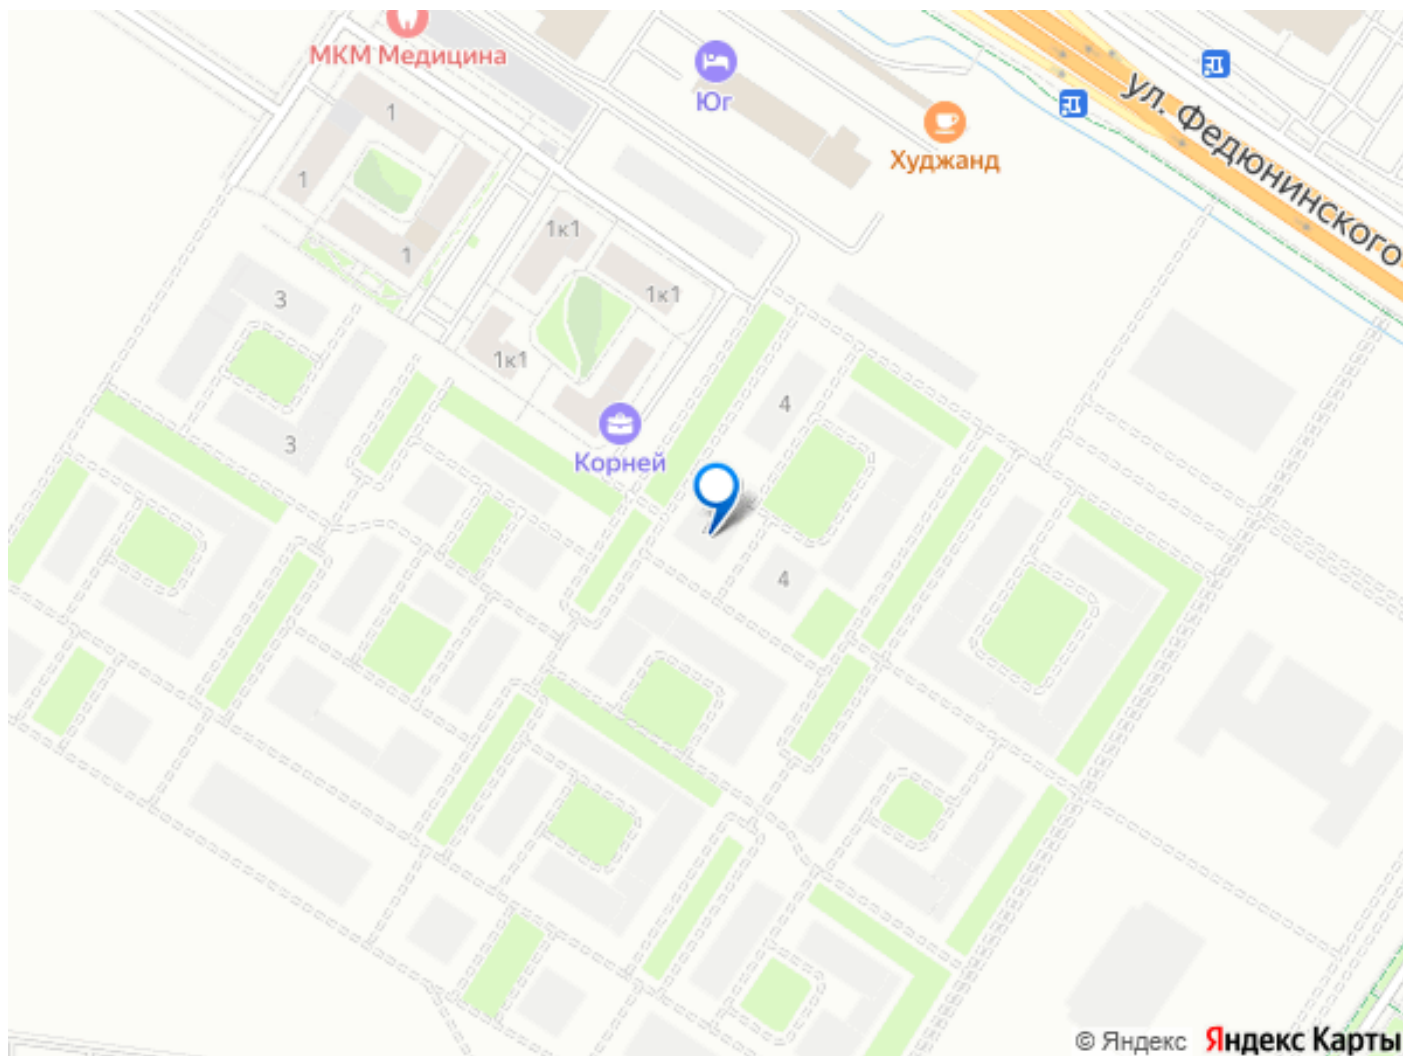 МКМ Медицина
Юг
ул. Федюнинского
Худжанд
1
1
1
1к1
1к1
1к1
3
3
4
Корней
4
© Яндекс Яндекс Карты